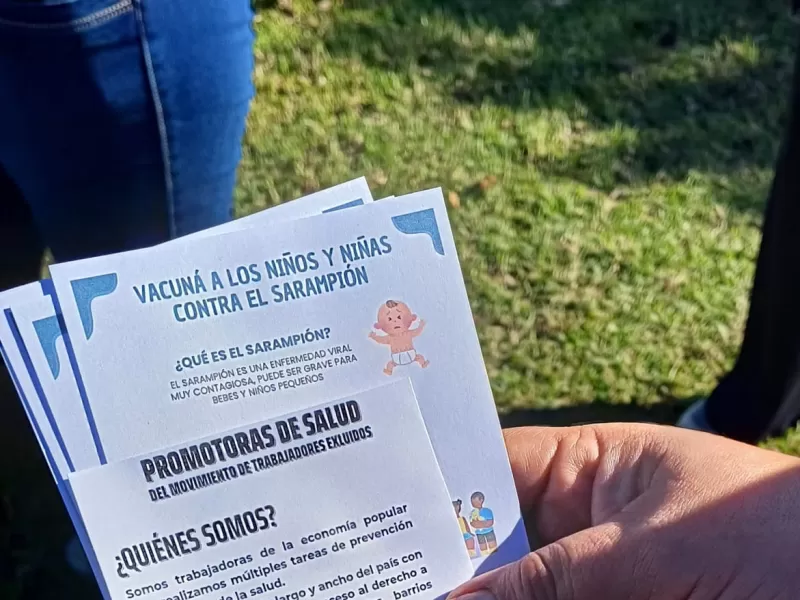 VACUNÁ A LOS NIÑOS Y NIÑAS
CONTRA EL SARAMPIÓN
¿QUÉ ES EL SARAMPIÓN?
EL SARAMPIÓN ES UNA ENFERMEDAD VIRAL
MUY CONTAGIOSA, PUEDE SER GRAVE PARA
BEBES Y NIÑOS PEQUEÑOS
PROMOTORAS DE SALUD
DEL MOVIMIENTO DE TRABAJADORES EXCLUIDOS
¿QUIÉNES SOMOS?
Somos trabajadoras de la economía popular
realizamos múltiples tareas de prevención
de la salud.
largo y ancho del país con
acceso al derecho a
barrios